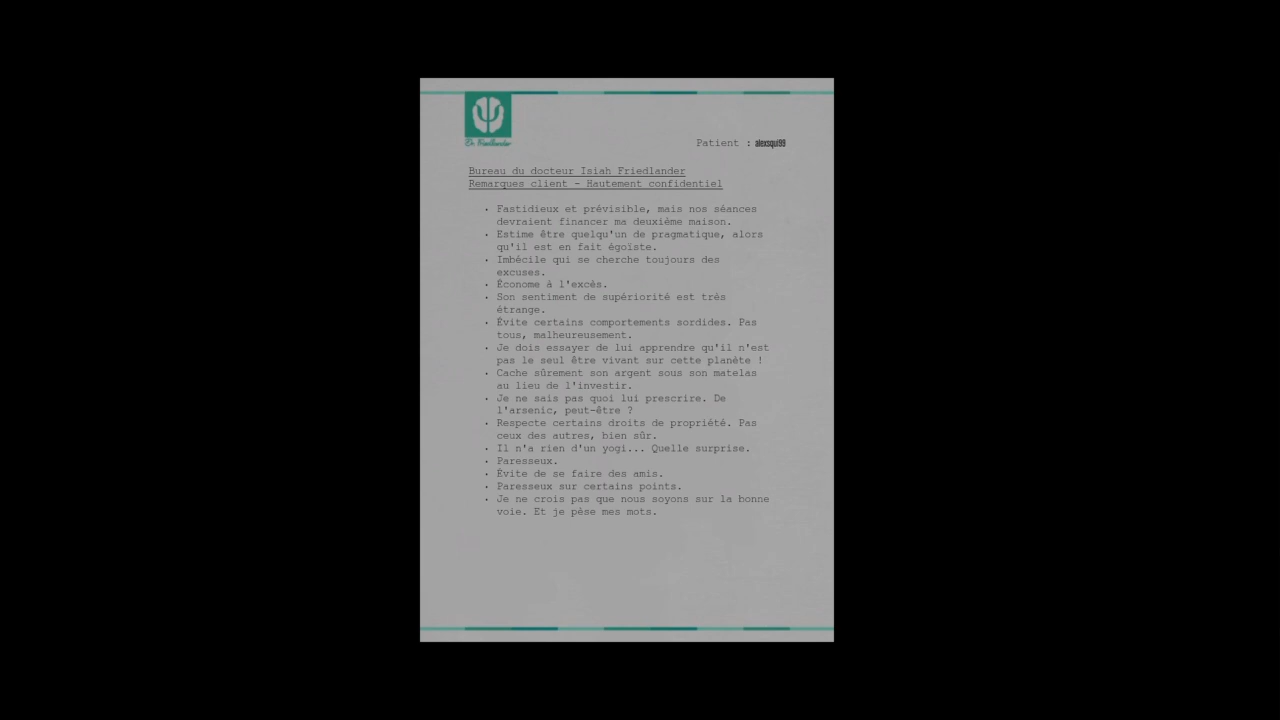 Dr. Friedlander
Patient : alexsqui99
Bureau du docteur Isiah Friedlander
Remarques client - Hautement confidentiel
• Fastidieux et prévisible, mais nos séances
devraient financer ma deuxième maison.
• Estime être quelqu'un de pragmatique, alors
qu'il est en fait égoïste.
• Imbécile qui se cherche toujours des
excuses.
• Économe à l'excès.
• Son sentiment de supériorité est très
étrange.
• Évite certains comportements sordides. Pas
tous, malheureusement.
• Je dois essayer de lui apprendre qu'il n'est
pas le seul être vivant sur cette planète !
• Cache sûrement son argent sous son matelas
au lieu de l'investir.
• Je ne sais pas quoi lui prescrire. De
l'arsenic, peut-être ?
• Respecte certains droits de propriété. Pas
ceux des autres, bien sûr.
• Il n'a rien d'un yogi... Quelle surprise.
• Paresseux.
• Évite de se faire des amis.
• Paresseux sur certains points.
• Je ne crois pas que nous soyons sur la bonne
voie. Et je pèse mes mots.